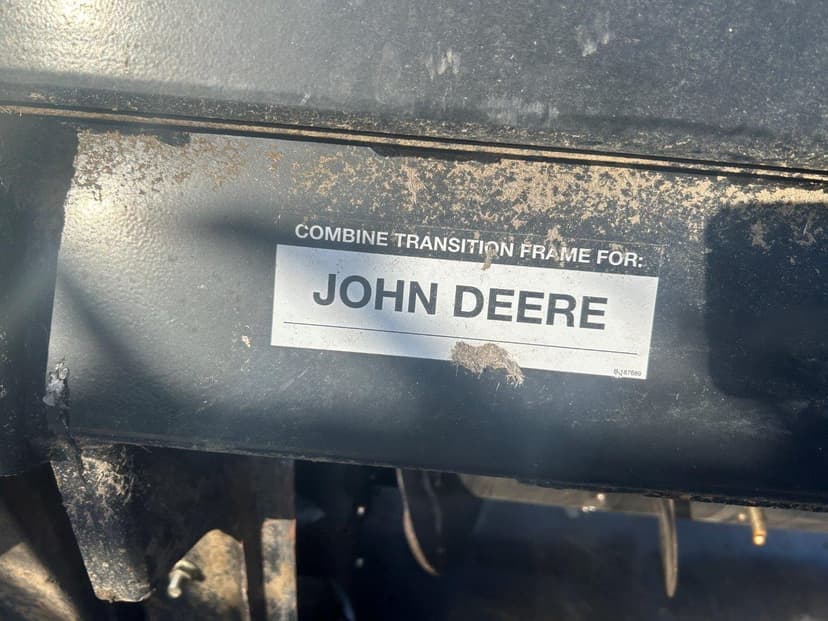 COMBINE TRANSITION FRAME FOR:
JOHN DEERE